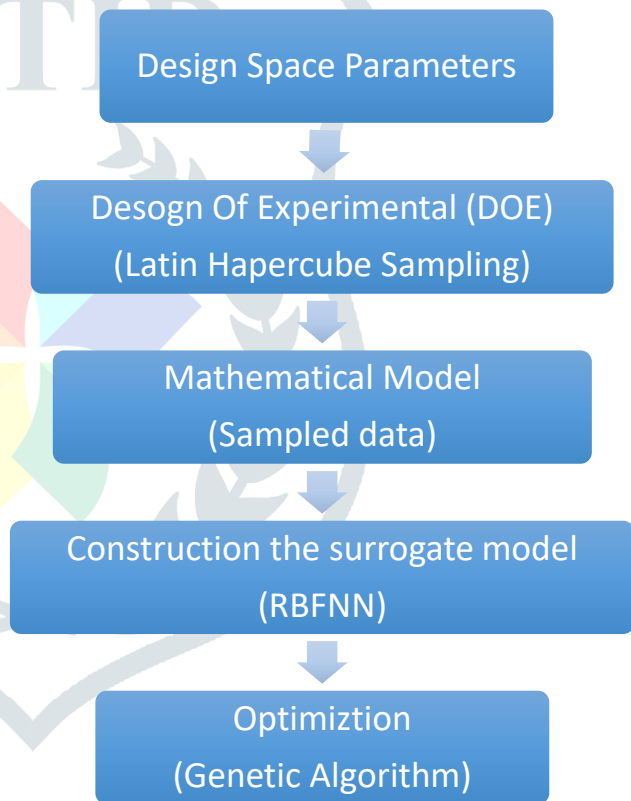 Design Space Parameters
Desogn Of Experimental (DOE)
(Latin Hapercube Sampling)
Mathematical Model
(Sampled data)
Construction the surrogate model
(RBFNN)
Optimiztion
(Genetic Algorithm)